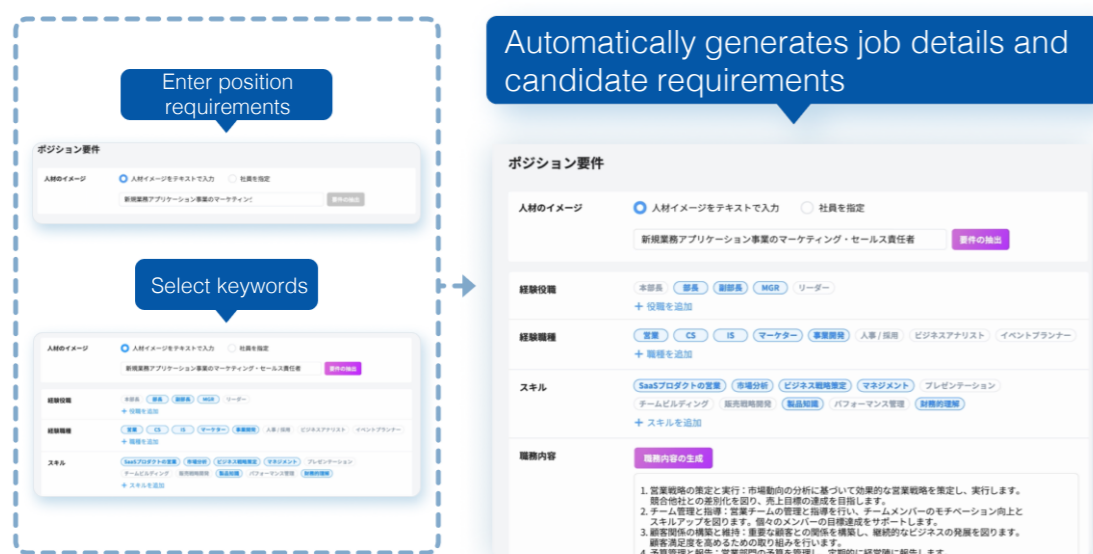 Enter position
requirements
ポジション要件
人材のイメージ
人材イメージをテキストで入力
社員を指定
新規業務アプリケーション事業のマーケティン
要件の抽出
Select keywords
人材のイメージ
人材イメージをテキストで入力
社員を指定
新規業務アプリケーション事業のマーケティング・セールス責任者
要件の抽出
経験役職
本部長 部長 副部長 MGR リーダー
+ 役職を追加
経験職種
営業 CS IS マーケター 事業開発 人事/採用 ビジネスアナリスト イベントプランナー
+ 職種を追加
スキル
SaaSプロダクトの営業 市場分析 ビジネス戦略策定 マネジメント プレゼンテーション
チームビルディング 販売戦略開発 製品知識 パフォーマンス管理 財務的理解
+ スキルを追加
Automatically generates job details and
candidate requirements
ポジション要件
人材のイメージ
人材イメージをテキストで入力
社員を指定
新規業務アプリケーション事業のマーケティング・セールス責任者
要件の抽出
経験役職
本部長 部長 副部長 MGR リーダー
+ 役職を追加
経験職種
営業 CS IS マーケター 事業開発 人事/採用 ビジネスアナリスト イベントプランナー
+ 職種を追加
スキル
SaaSプロダクトの営業 市場分析 ビジネス戦略策定 マネジメント プレゼンテーション
チームビルディング 販売戦略開発 製品知識 パフォーマンス管理 財務的理解
+ スキルを追加
職務内容
職務内容の生成
1. 営業戦略の策定と実行：市場動向の分析に基づいて効果的な営業戦略を策定し、実行します。
競合他社との差別化を図り、売上目標の達成を目指します。
2. チーム管理と指導：営業チームの管理と指導を行い、チームメンバーのモチベーション向上と
スキルアップを図ります。個々のメンバーの目標達成をサポートします。
3. 顧客関係の構築と維持：重要な顧客との関係を構築し、継続的なビジネスの発展を図ります。
顧客満足度を高めるための取り組みを行います。
4. 予算管理と報告：営業部門の予算を管理し、定期的に経営陣に報告します。